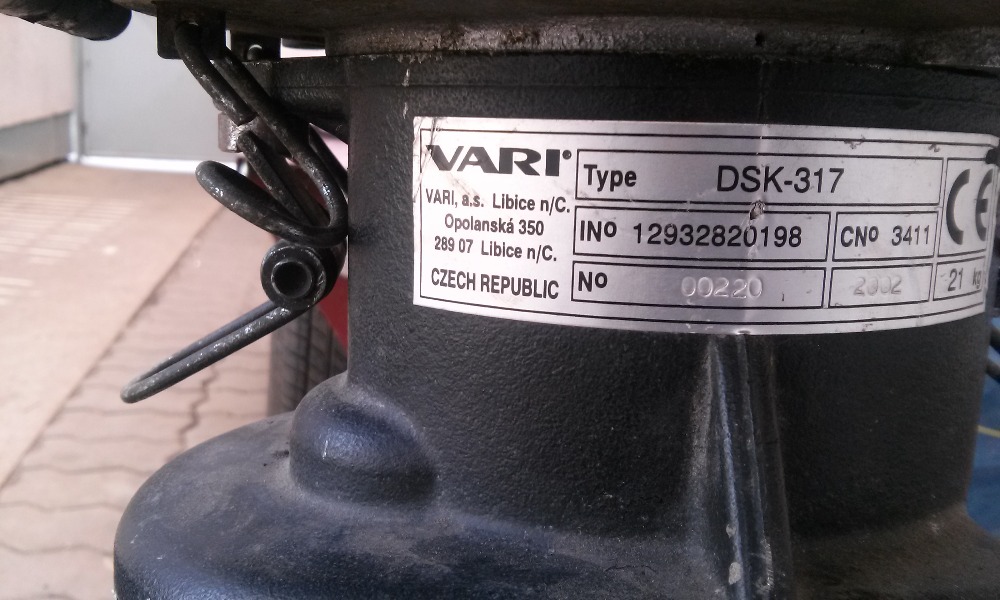 VARI®
VARI, a.s. Libice n/C.
Opolanská 350
289 07 Libice n/C.
CZECH REPUBLIC
Type DSK-317
INº 12932820198
CNº 3411
CE
Nº 00220
2002
21 kg